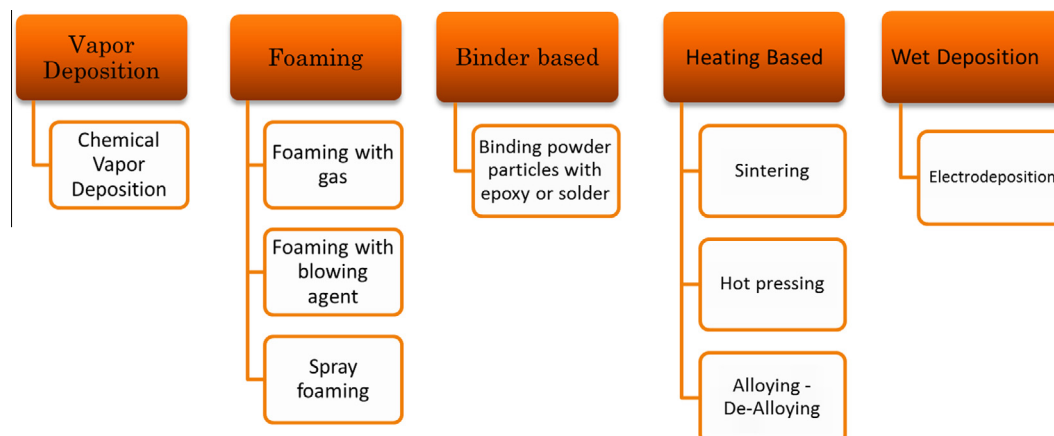 Vapor
Deposition
Chemical
Vapor
Deposition
Foaming
Foaming with
gas
Foaming with
blowing
agent
Spray
foaming
Binder based
Binding powder
particles with
epoxy or solder
Heating Based
Sintering
Hot pressing
Alloying -
De-Alloying
Wet Deposition
Electrodeposition